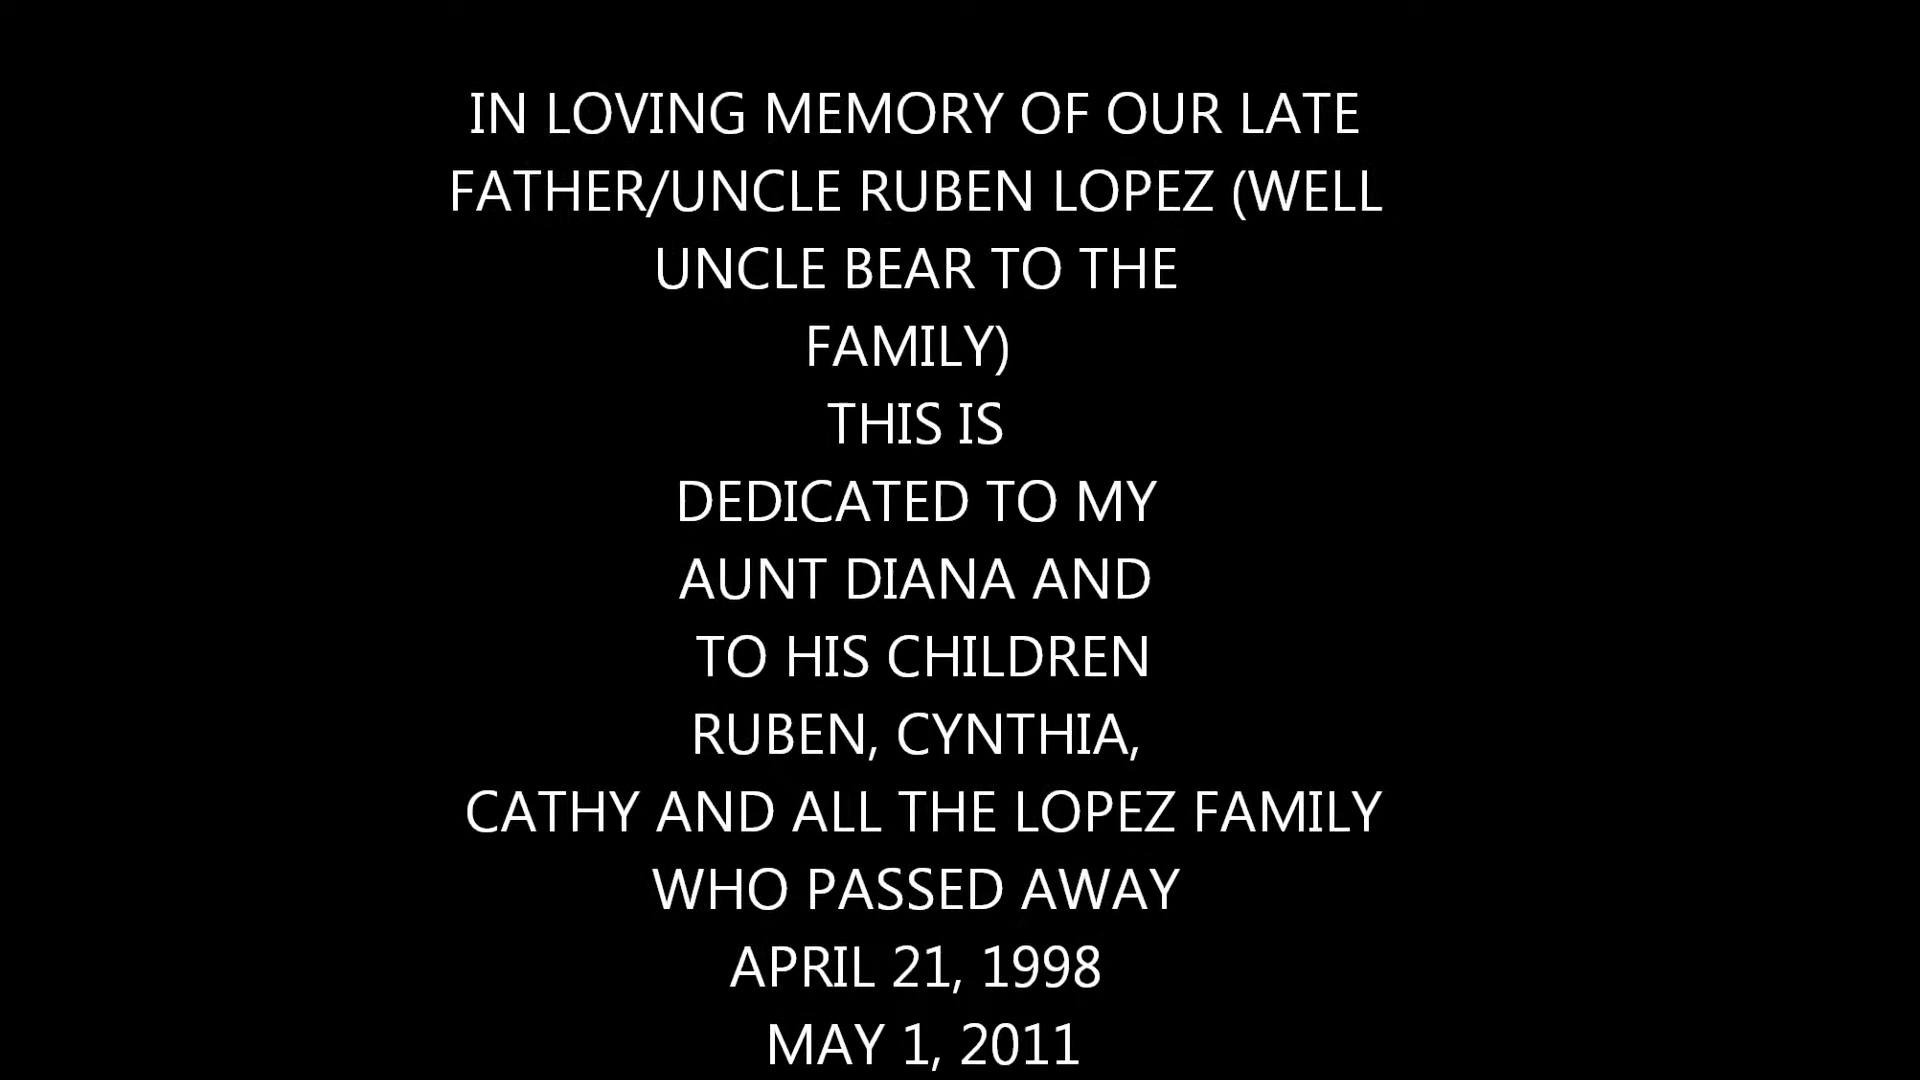 IN LOVING MEMORY OF OUR LATE
FATHER/UNCLE RUBEN LOPEZ (WELL
UNCLE BEAR TO THE
FAMILY)
THIS IS
DEDICATED TO MY
AUNT DIANA AND
TO HIS CHILDREN
RUBEN, CYNTHIA,
CATHY AND ALL THE LOPEZ FAMILY
WHO PASSED AWAY
APRIL 21, 1998
MAY 1, 2011